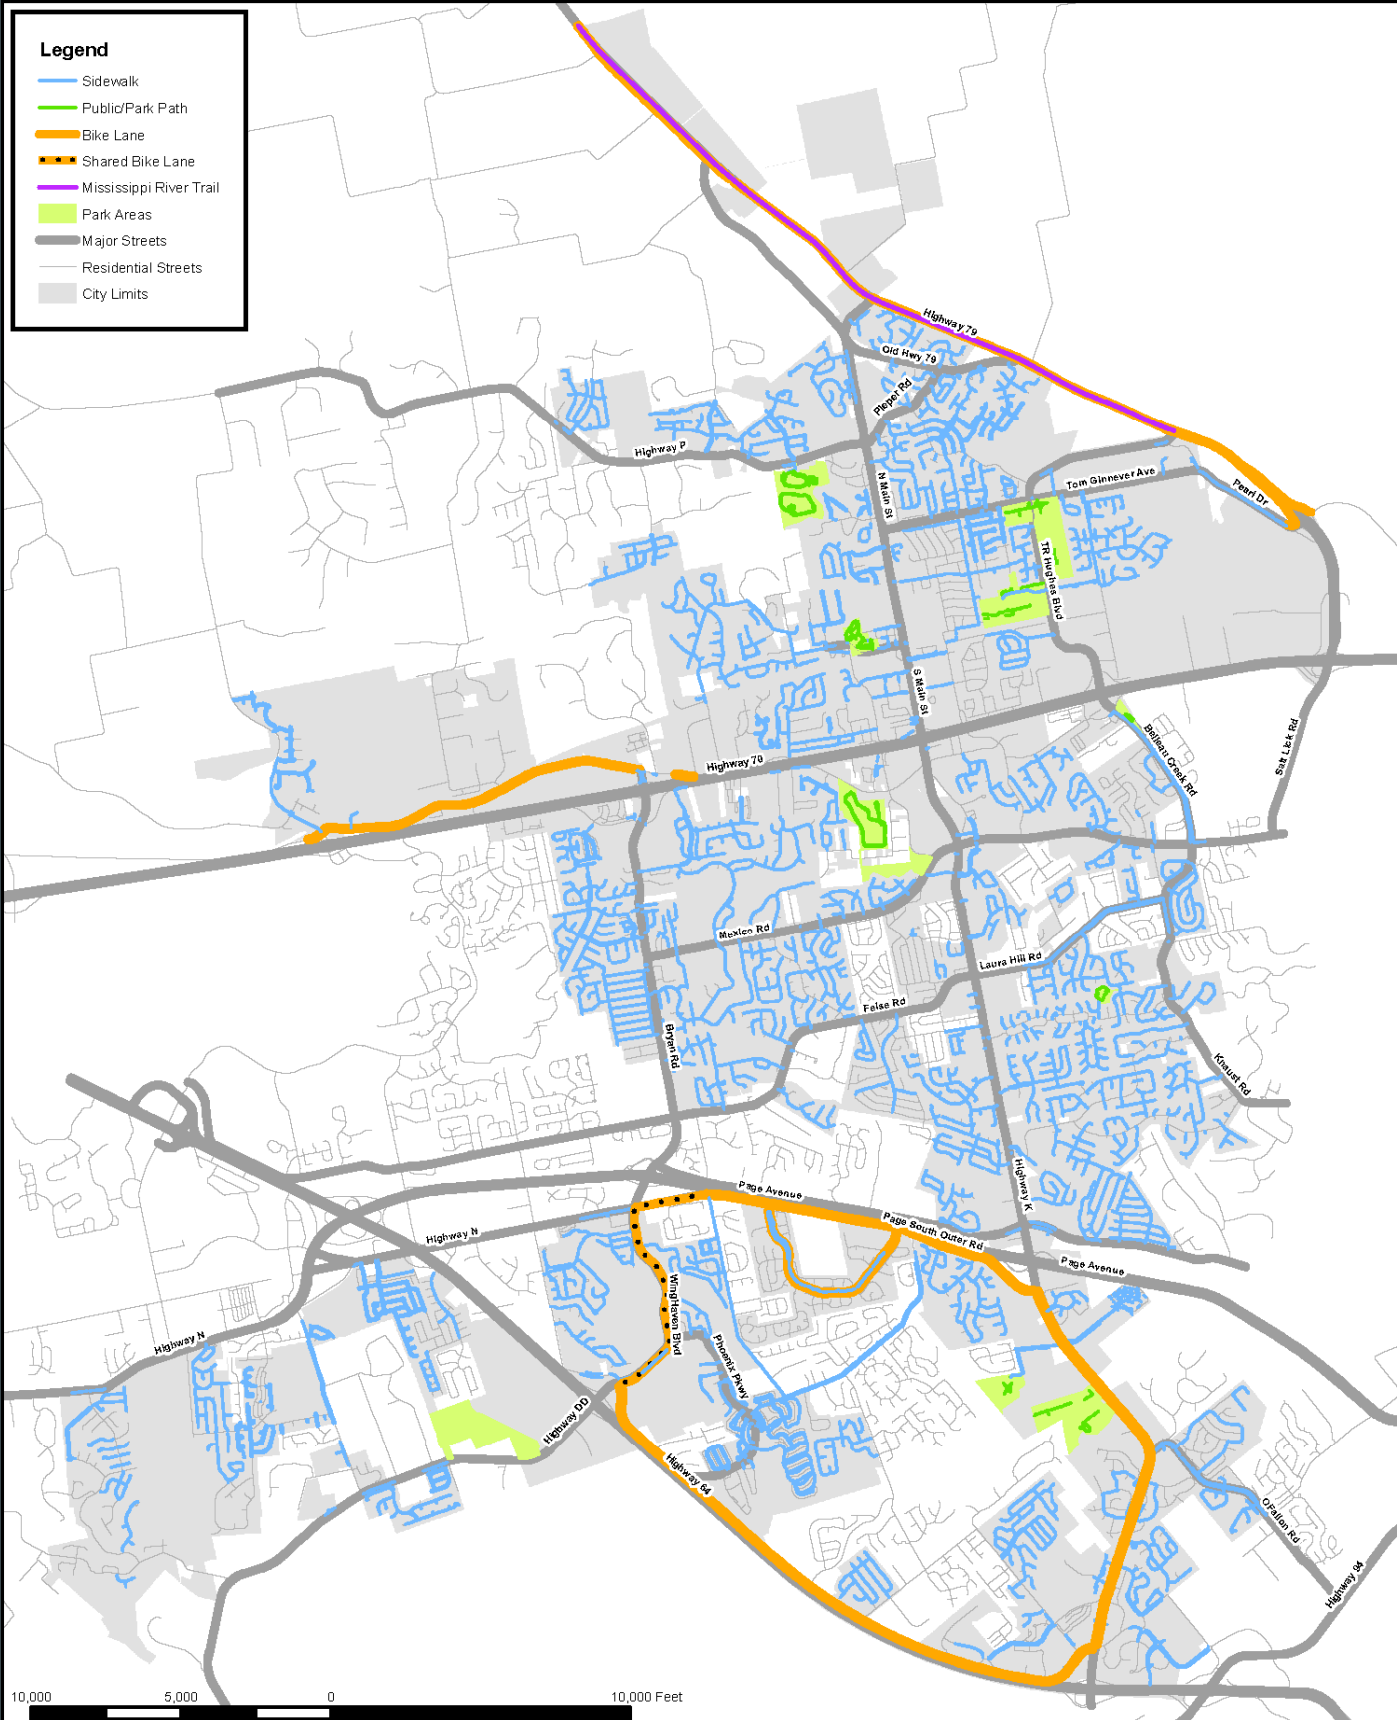 Legend
Sidewalk
Public/Park Path
Bike Lane
Shared Bike Lane
Mississippi River Trail
Park Areas
Major Streets
Residential Streets
City Limits
Highway 79
Old Hwy 79
Pieper Rd
Highway P
N Main St
Tom Ginnever Ave
Pearl Dr
TR Hughes Blvd
S Main St
Belleau Creek Rd
Salt Lick Rd
Highway 70
Mexico Rd
Laura Hill Rd
Feise Rd
Bryan Rd
Knaust Rd
Highway K
Page Avenue
Page South Outer Rd
Highway N
Page Avenue
WingHaven Blvd
Highway N
Phoenix Pkwy
Highway DD
Highway 64
OFallon Rd
Highway 94
10,000 5,000 0 10,000 Feet